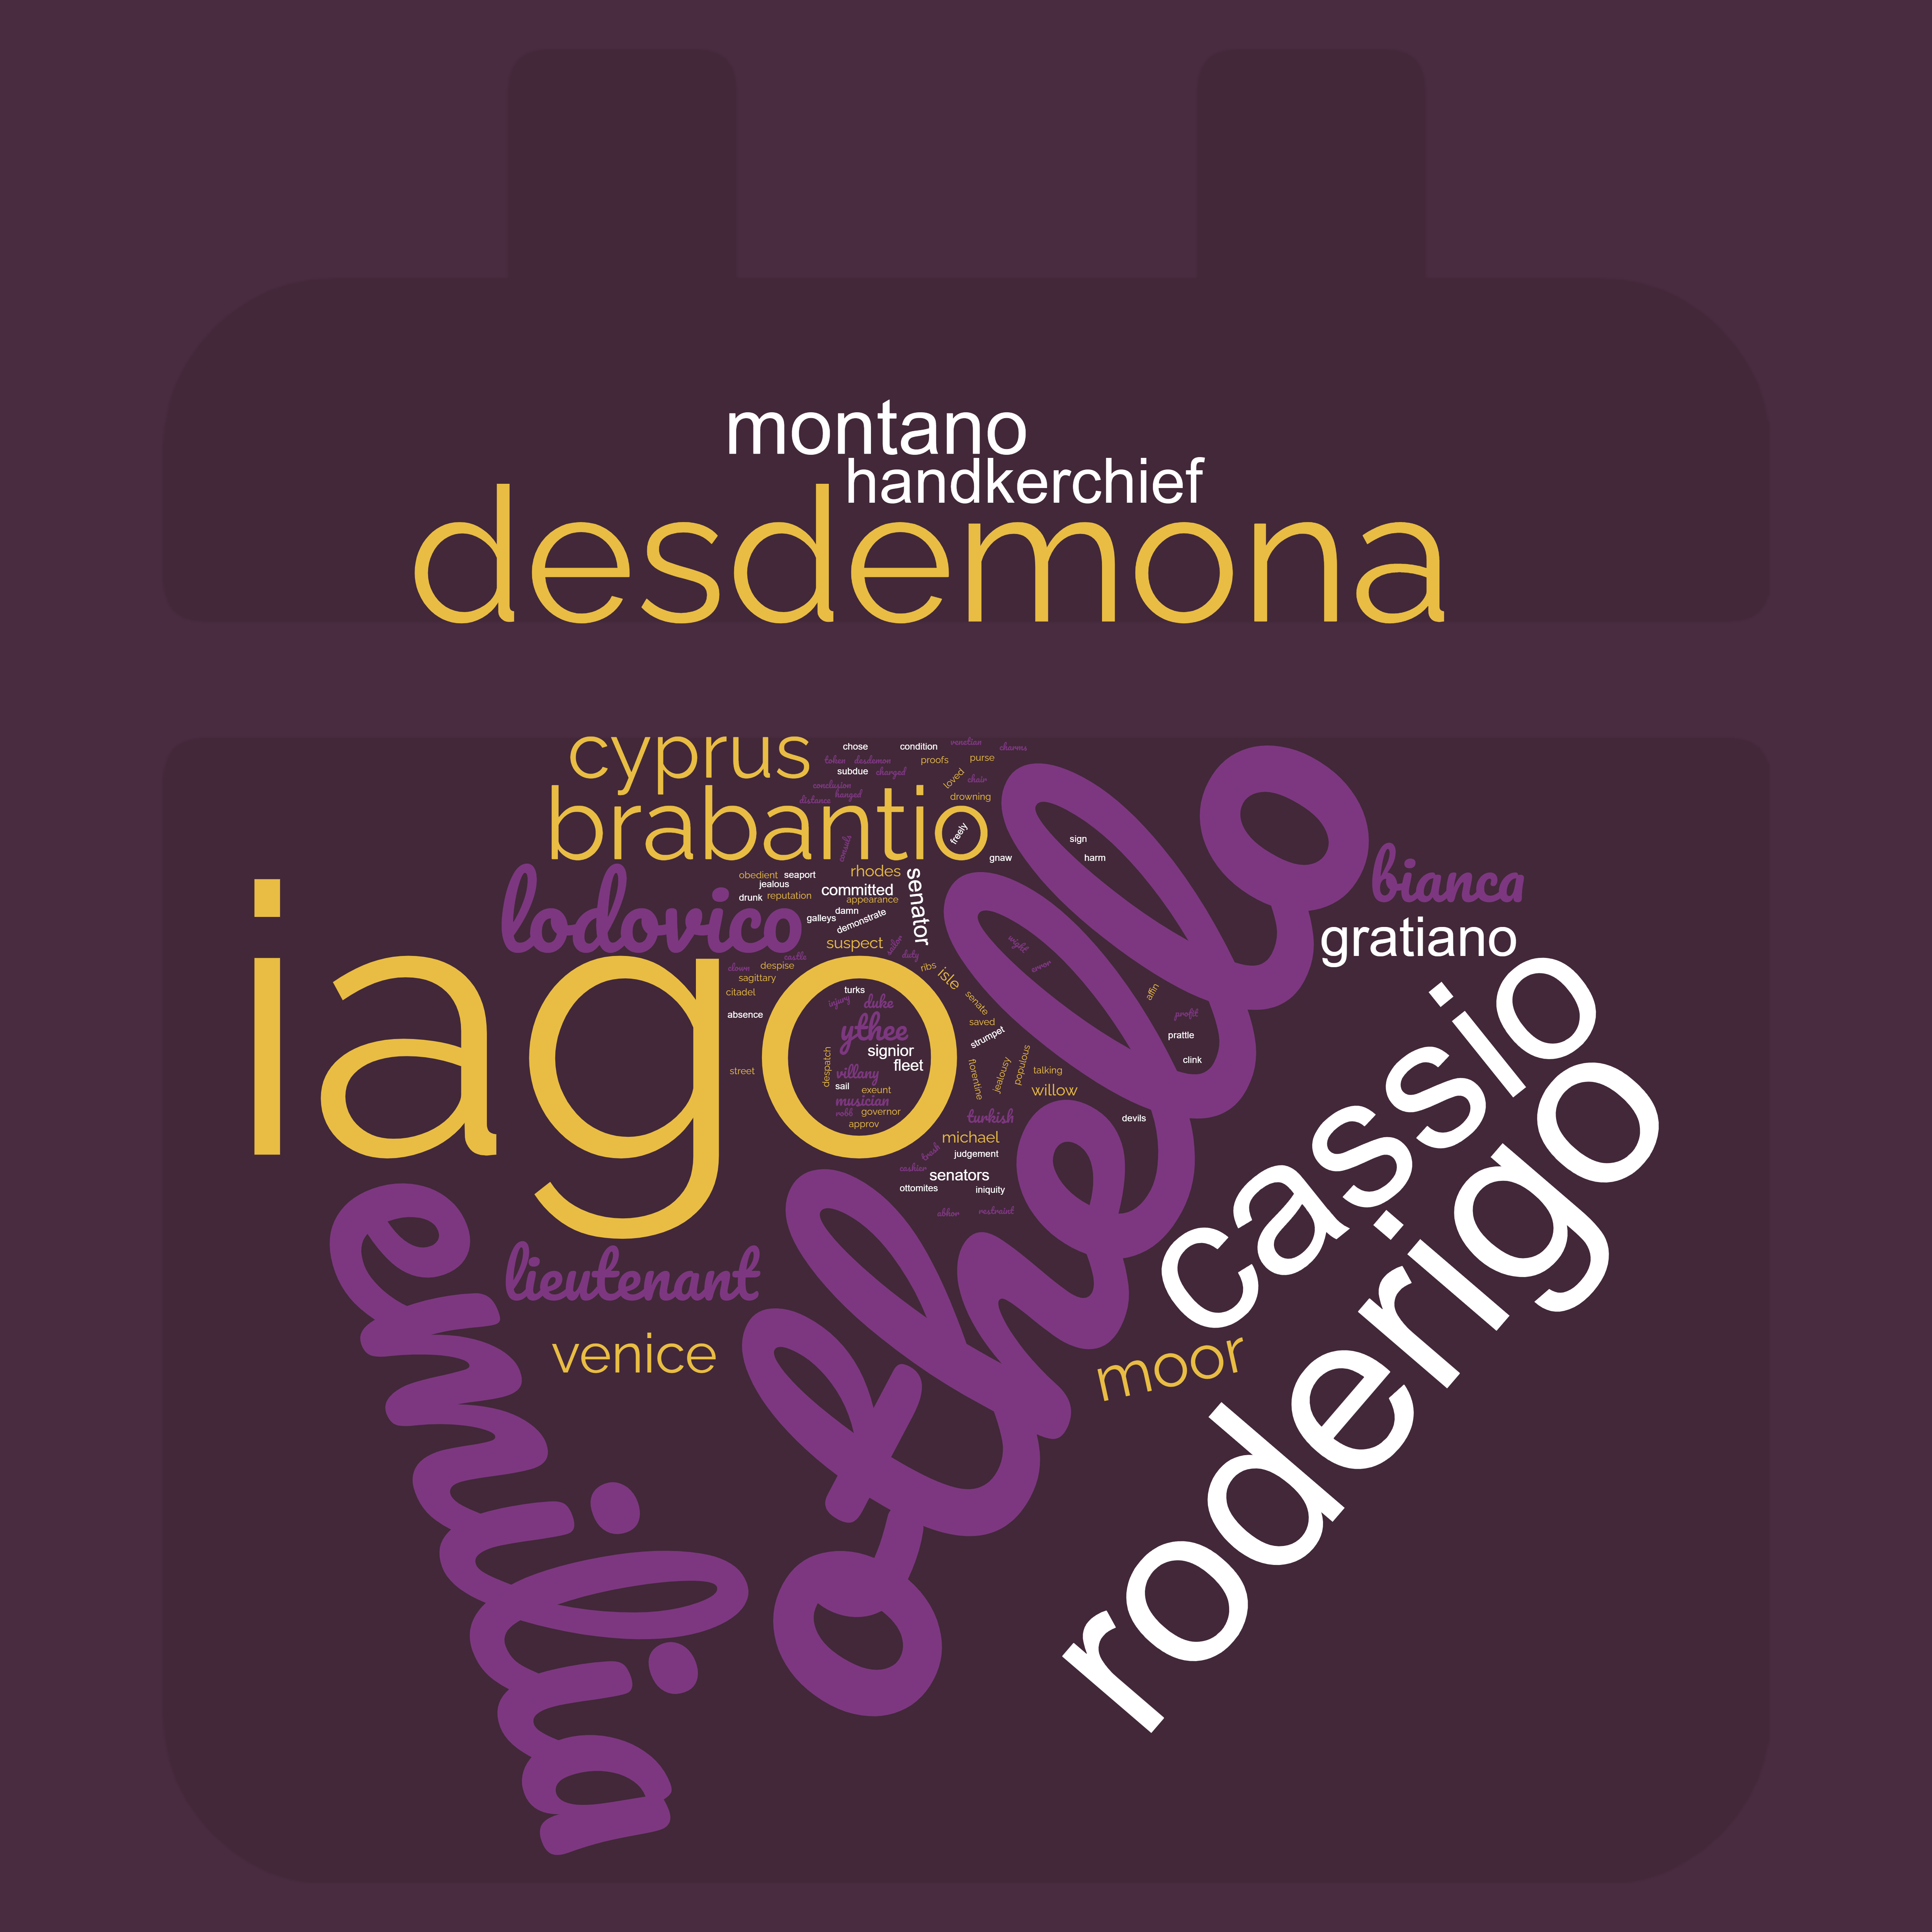 montano
handkerchief
desdemona
cyprus
chose
condition
venetian
charms
token
desdemon
proofs
purse
subdue
charged
loved
chair
conclusion
hanged
distance
drowning
brabantio
freely
sign
gnaw
harm
obedient
seaport
rhodes
senator
bianca
jealous
committed
drunk
reputation
appearance
lodovico
damn
galleys
demonstrate
gratiano
suspect
castle
duty
clown
despise
ribs
isle
sagittary
citadel
iago
turks
injury
duke
senate
affin
absence
saved
profit
ythee
strumpet
prattle
signior
fleet
despatch
villany
street
florentine
jealousy
populous
talking
clink
sail
exeunt
willow
musician
robb
governor
turkish
devils
approv
michael
judgement
cashier
senators
ottomites
iniquity
abhor
restraint
othello
cassio
roderigo
emilia
lieutenant
venice
moor